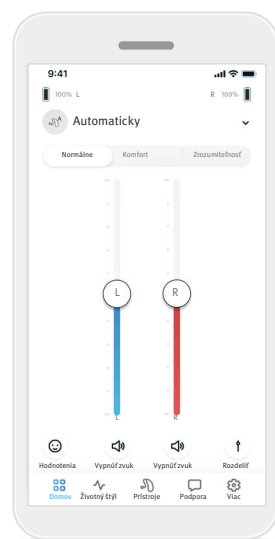 9:41
100% L R 100%
A Automaticky
Normálne Komfort Zrozumiteľnosť
L R
L R
Hodnotenia Vypnúť zvuk Vypnúť zvuk Rozdeliť
Domov Životný štýl Prístroje Podpora Viac